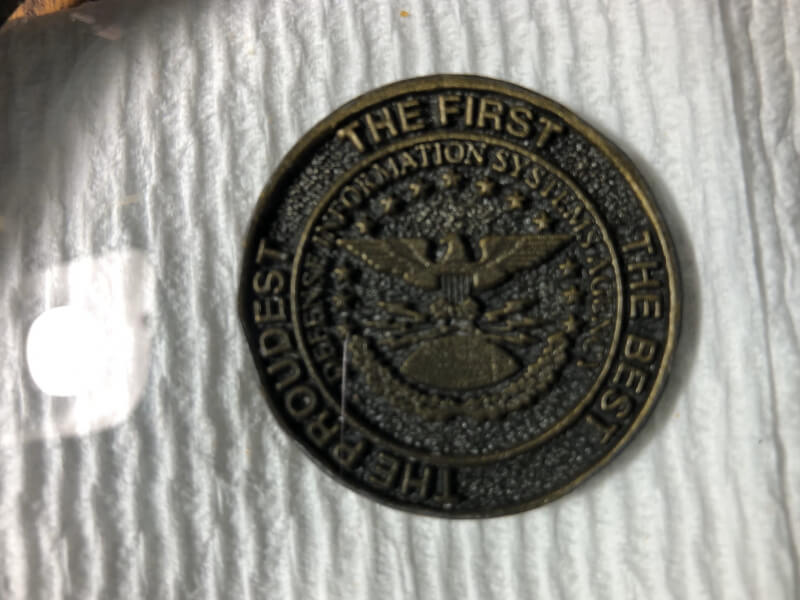 THE FIRST
THE BEST
THE PROUDEST
DEFENSE INFORMATION SYSTEMS AGENCY